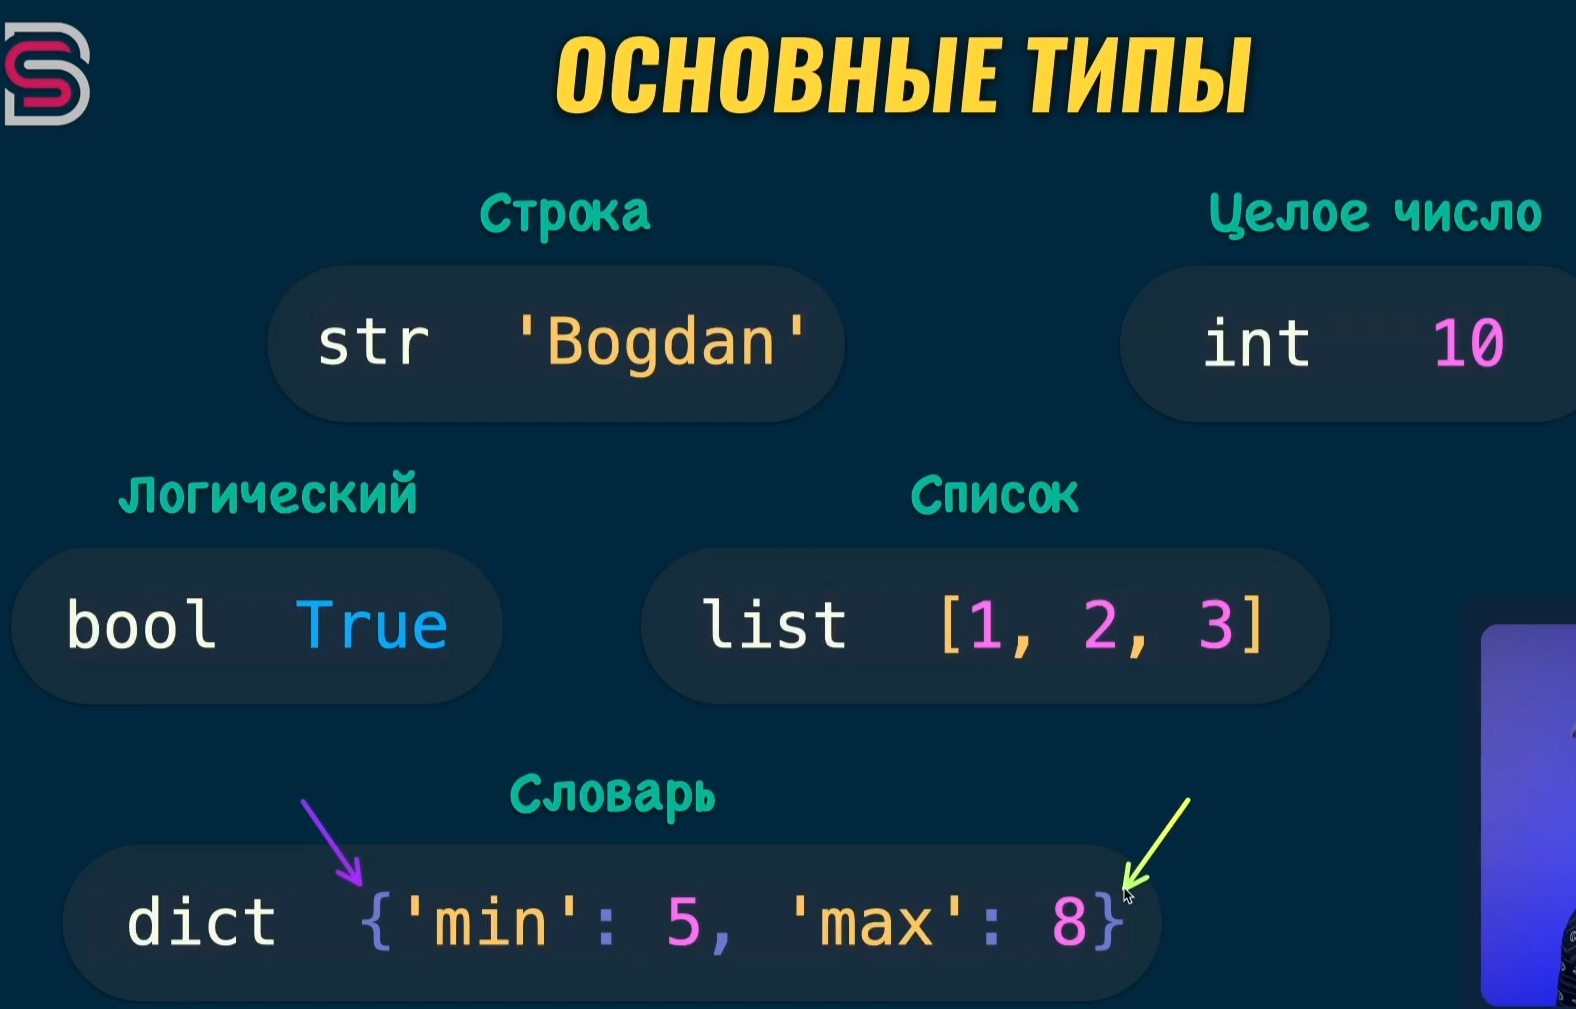 ОСНОВНЫЕ ТИПЫ
Строка
Целое число
str 'Bogdan'
int 10
Логический
Список
bool True
list [1, 2, 3]
Словарь
dict {'min': 5, 'max': 8}